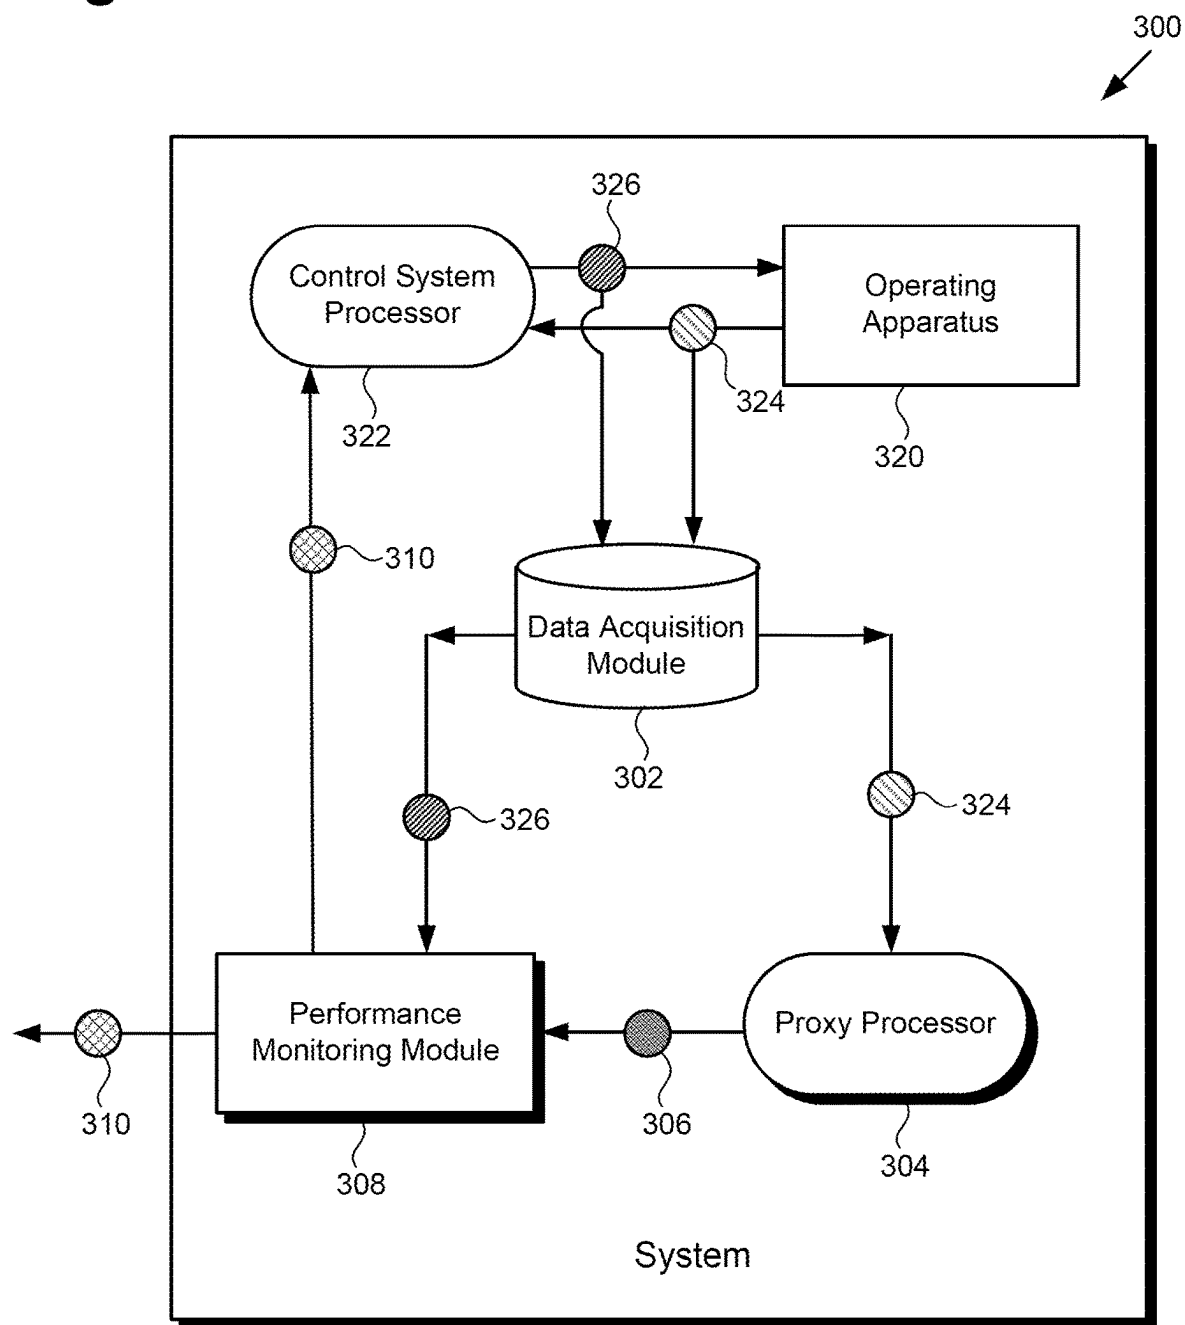 300
326
Control System
Processor
Operating
Apparatus
324
322
320
310
Data Acquisition
Module
302
326
324
Performance
Monitoring Module
Proxy Processor
310
306
304
308
System